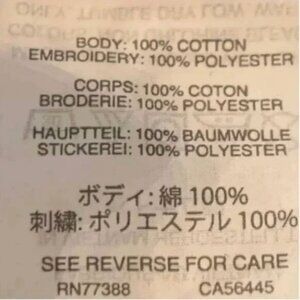 BODY: 100% COTTON
EMBROIDERY: 100% POLYESTER
CORPS: 100% COTON
BRODERIE: 100% POLYESTER
HAUPTTEIL: 100% BAUMWOLLE
STICKEREI: 100% POLYESTER
ボディ: 綿 100%
刺繍: ポリエステル 100%
SEE REVERSE FOR CARE
RN77388 CA56445